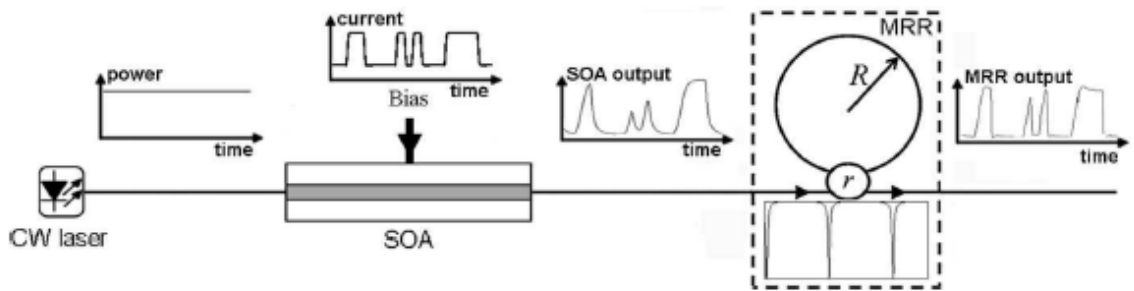 power
time
CW laser
current
time
Bias
SOA
SOA output
time
MRR
R
r
MRR output
time